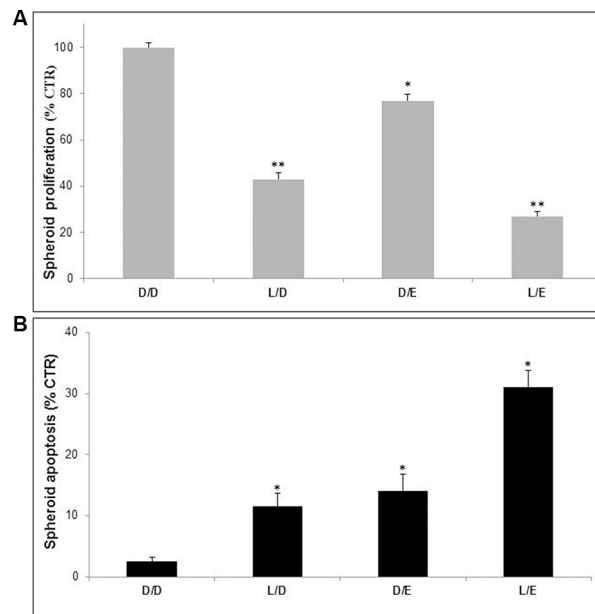 A
Spheroid proliferation (% CTR)
100
80
60
40
20
0
**
*
**
D/D L/D D/E L/E
B
Spheroid apoptosis (% CTR)
40
30
20
10
0
*
*
*
D/D L/D D/E L/E